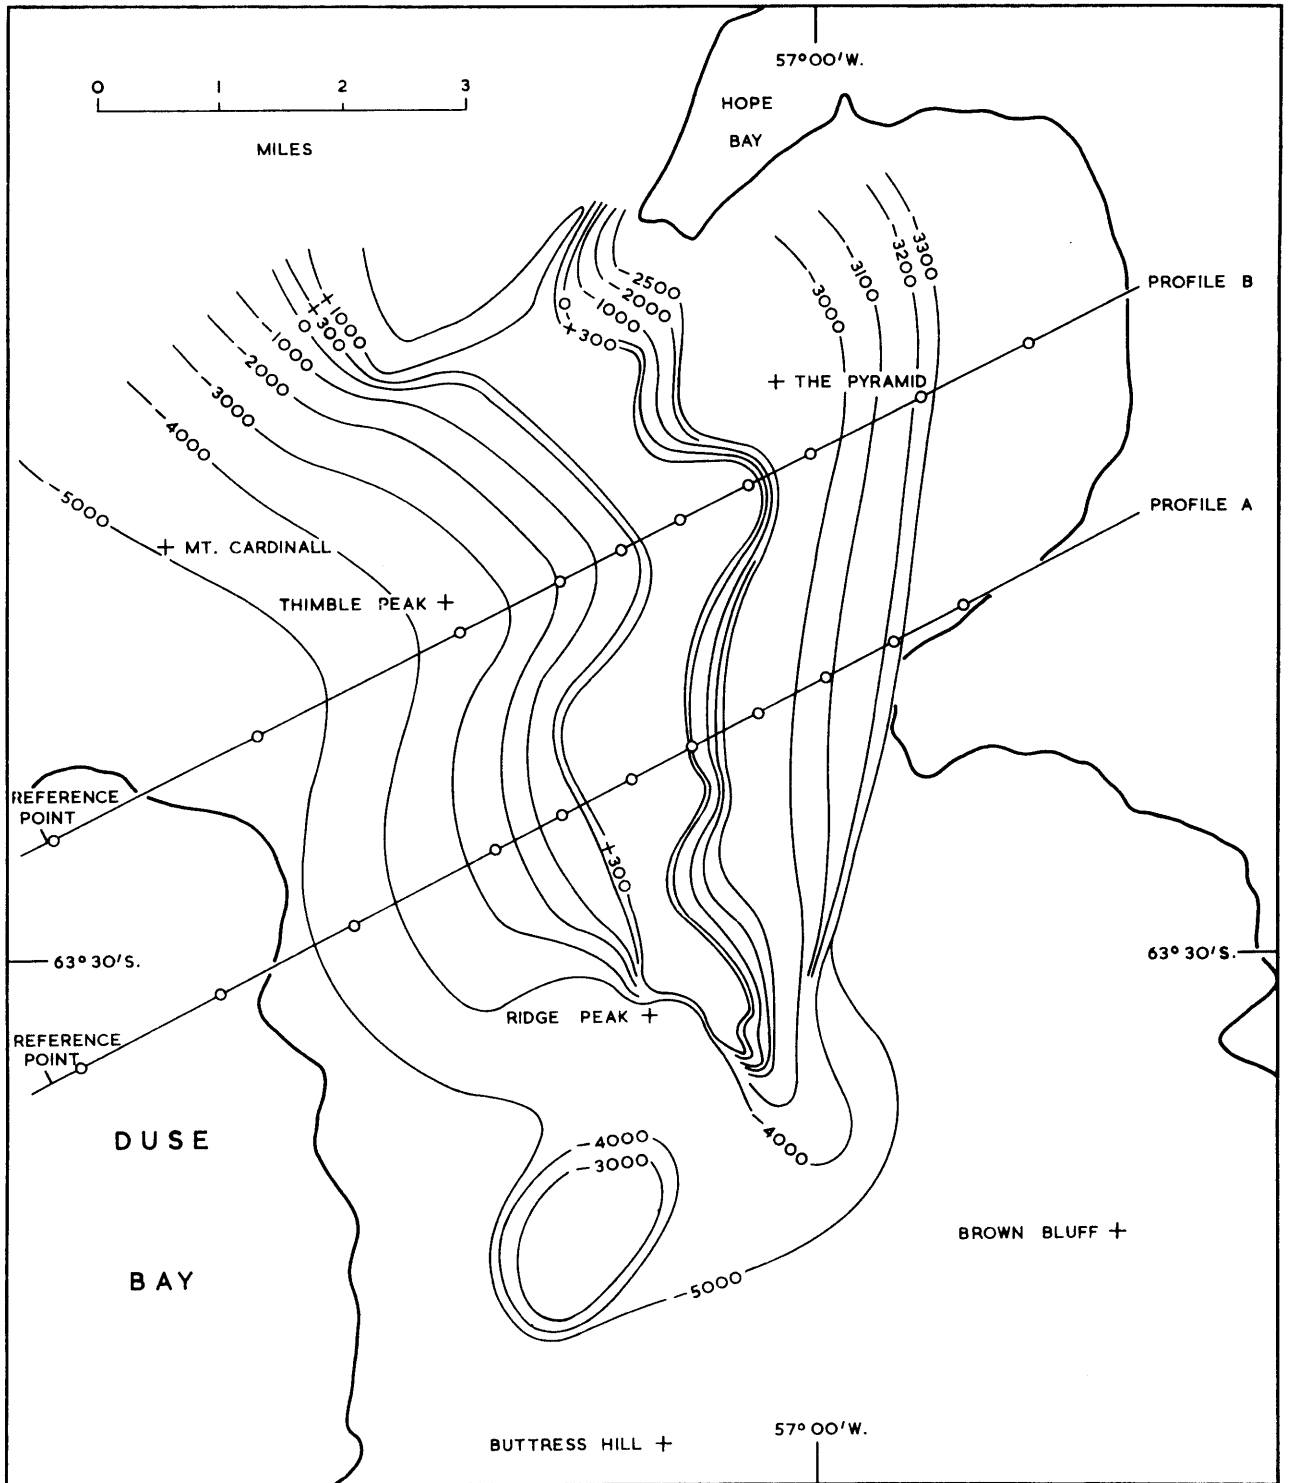 57°00'W.
0 1 2 3
MILES
HOPE
BAY
-3300
-3200
-3100
-3000
-2500
-2000
-1000
0
+300
+1000
+300
0
-1000
-2000
-3000
-4000
-5000
PROFILE B
+ THE PYRAMID
PROFILE A
+ MT. CARDINALL
THIMBLE PEAK +
REFERENCE
POINT
+300
63°30'S.
63°30'S.
RIDGE PEAK +
REFERENCE
POINT
DUSE
BAY
-4000
-3000
-4000
BROWN BLUFF +
-5000
57°00'W.
BUTTRESS HILL +